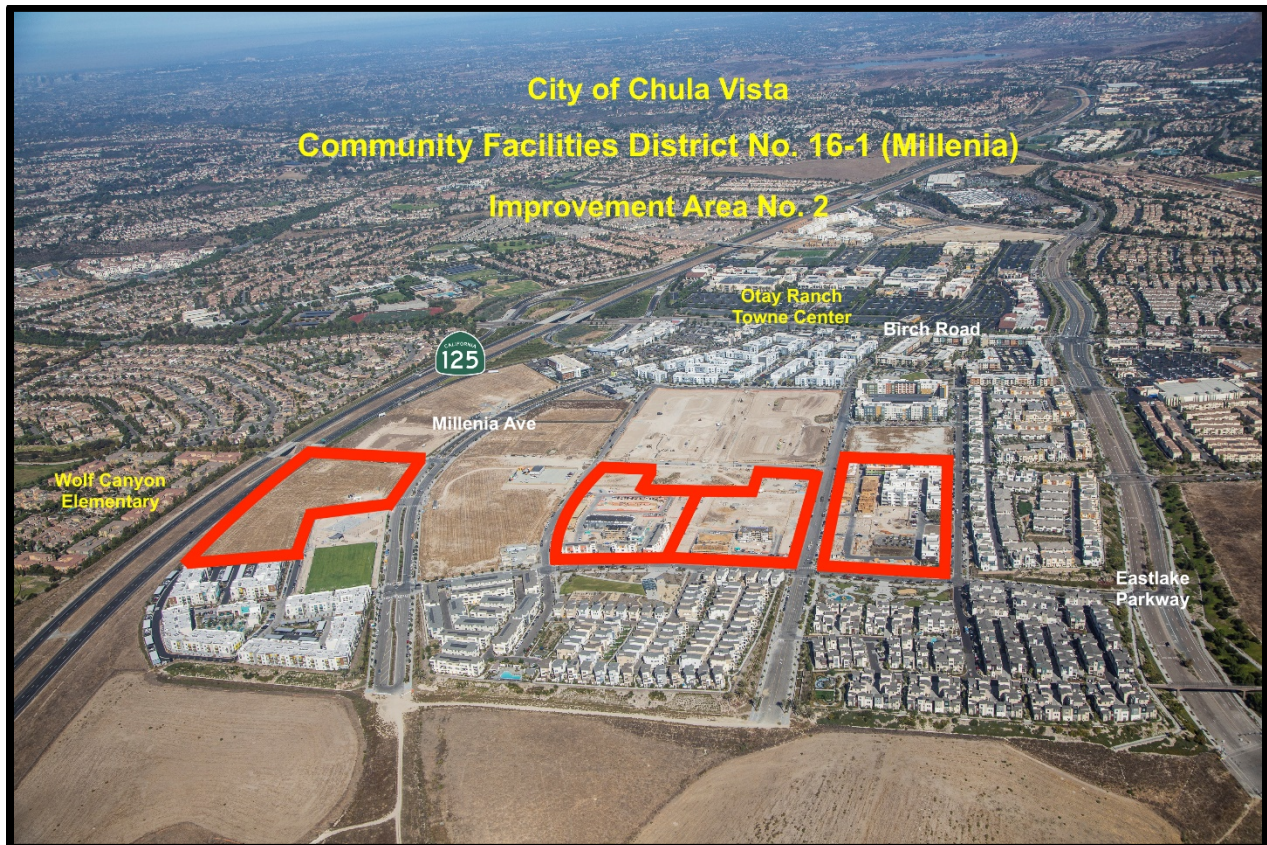 City of Chula Vista
Community Facilities District No. 16-1 (Millenia)
Improvement Area No. 2
Otay Ranch
Towne Center
Birch Road
CALIFORNIA
125
Millenia Ave
Wolf Canyon
Elementary
Eastlake
Parkway